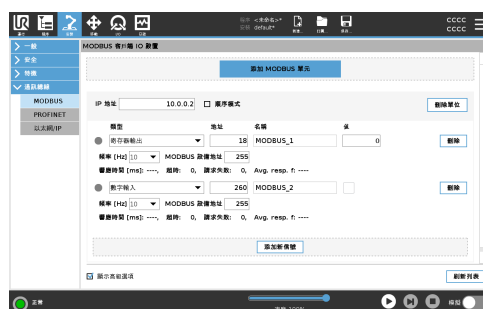 程序 <未命名>*
安裝 default*
CCCC
CCCC
一般
MODBUS 客戶端 IO 設置
安全
特徵
通訊總線
MODBUS
PROFINET
以太網/IP
添加 MODBUS 單元
IP 地址 10.0.0.2 順序模式 刪除單位
類型 地址 名稱 值
寄存器輸出 18 MODBUS_1 0 刪除
頻率 [Hz] 10 MODBUS 設備地址 255
響應時間 [ms]: ----, 超時: 0, 請求失敗: 0, Avg. resp. f: ----
數字輸入 260 MODBUS_2 刪除
頻率 [Hz] 10 MODBUS 設備地址 255
響應時間 [ms]: ----, 超時: 0, 請求失敗: 0, Avg. resp. f: ----
添加新信號
顯示高級選項 刷新列表
正常
100%
模擬